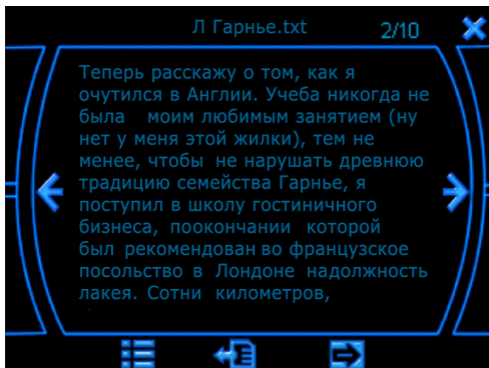 Л Гарнье.txt 2/10
Теперь расскажу о том, как я
очутился в Англии. Учеба никогда не
была моим любимым занятием (ну
нет у меня этой жилки), тем не
менее, чтобы не нарушать древнюю
традицию семейства Гарнье, я
поступил в школу гостиничного
бизнеса, поокончании которой
был рекомендован во французское
посольство в Лондоне надолжность
лакея. Сотни километров,